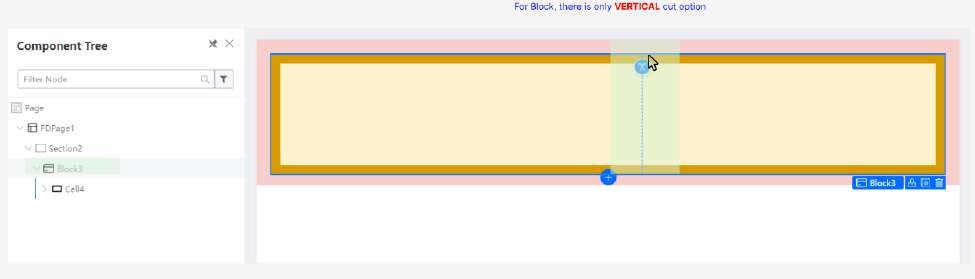 For Block, there is only VERTICAL cut option
Component Tree
Filter Node
Page
FDPage1
Section2
Block3
Cell4
Block3